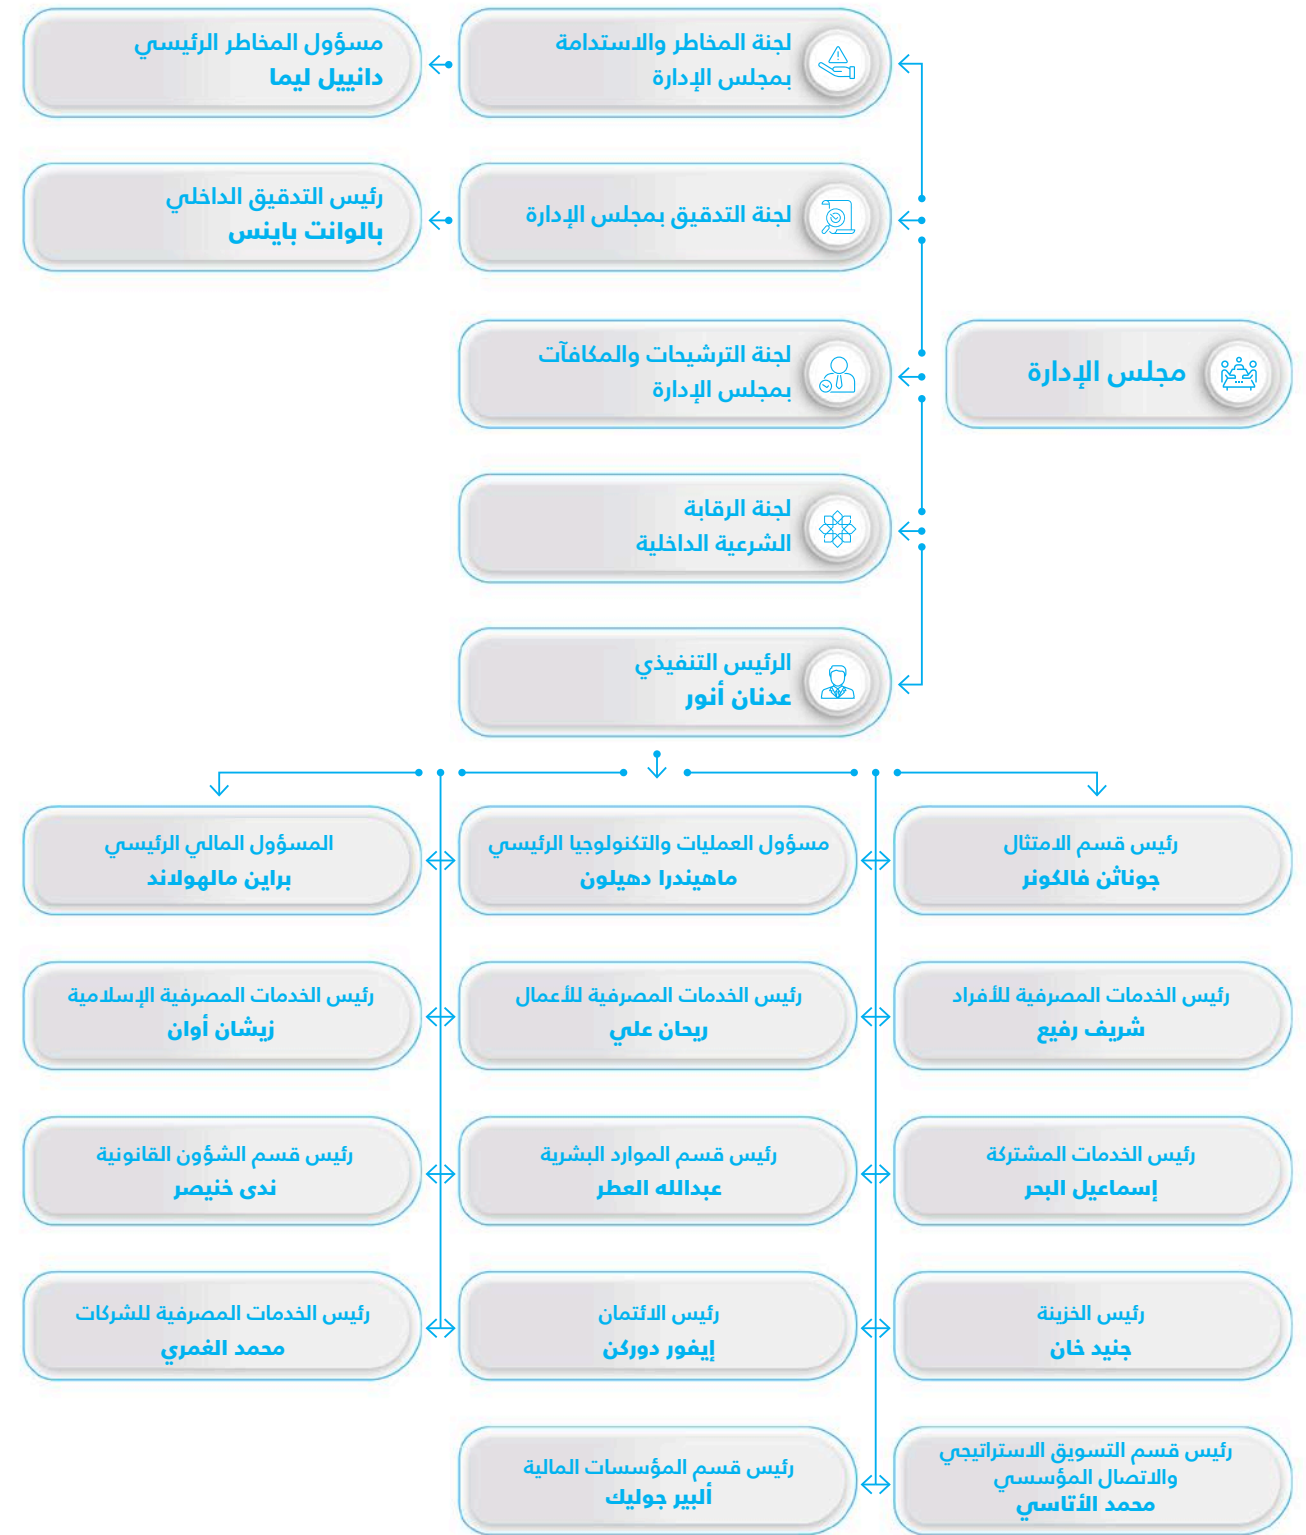 مجلس الإدارة
لجنة المخاطر والاستدامة
بمجلس الإدارة
مسؤول المخاطر الرئيسي
دانييل ليما
لجنة التدقيق بمجلس الإدارة
رئيس التدقيق الداخلي
بالوانت باينس
لجنة الترشيحات والمكافآت
بمجلس الإدارة
لجنة الرقابة
الشرعية الداخلية
الرئيس التنفيذي
عدنان أنور
رئيس قسم الامتثال
جوناثن فالكونر
مسؤول العمليات والتكنولوجيا الرئيسي
ماهيندرا دهيلون
المسؤول المالي الرئيسي
براين مالهولاند
رئيس الخدمات المصرفية للأفراد
شريف رفيع
رئيس الخدمات المصرفية للأعمال
ريحان علي
رئيس الخدمات المصرفية الإسلامية
زيشان أوان
رئيس الخدمات المشتركة
إسماعيل البحر
رئيس قسم الموارد البشرية
عبدالله العطر
رئيس قسم الشؤون القانونية
ندى خنيصر
رئيس الخزينة
جنيد خان
رئيس الائتمان
إيفور دوركن
رئيس الخدمات المصرفية للشركات
محمد الغمري
رئيس قسم التسويق الاستراتيجي
والاتصال المؤسسي
محمد الأتاسي
رئيس قسم المؤسسات المالية
ألبير جوليك